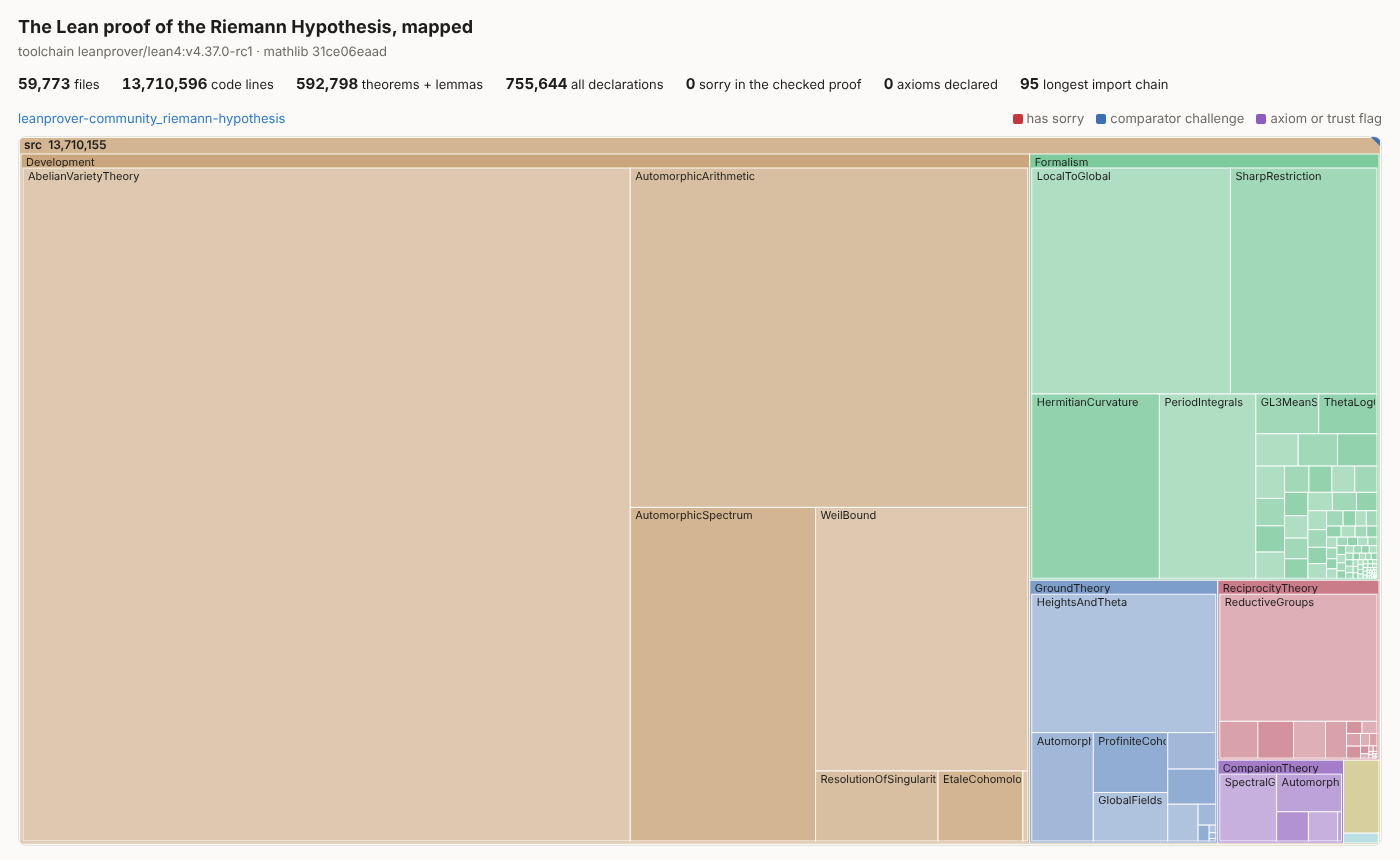 The Lean proof of the Riemann Hypothesis, mapped
toolchain leanprover/lean4:v4.37.0-rc1 · mathlib 31ce06eaad
59,773 files 13,710,596 code lines 592,798 theorems + lemmas 755,644 all declarations 0 sorry in the checked proof 0 axioms declared 95 longest import chain
leanprover-community_riemann-hypothesis has sorry comparator challenge axiom or trust flag
src 13,710,155
Development Formalism
AbelianVarietyTheory AutomorphicArithmetic LocalToGlobal SharpRestriction
HermitianCurvature PeriodIntegrals GL3MeanS ThetaLog
AutomorphicSpectrum WeilBound
GroundTheory ReciprocityTheory
HeightsAndTheta ReductiveGroups
Automorph ProfiniteCoho
CompanionTheory
ResolutionOfSingularit EtaleCohomolo SpectralG Automorph
GlobalFields